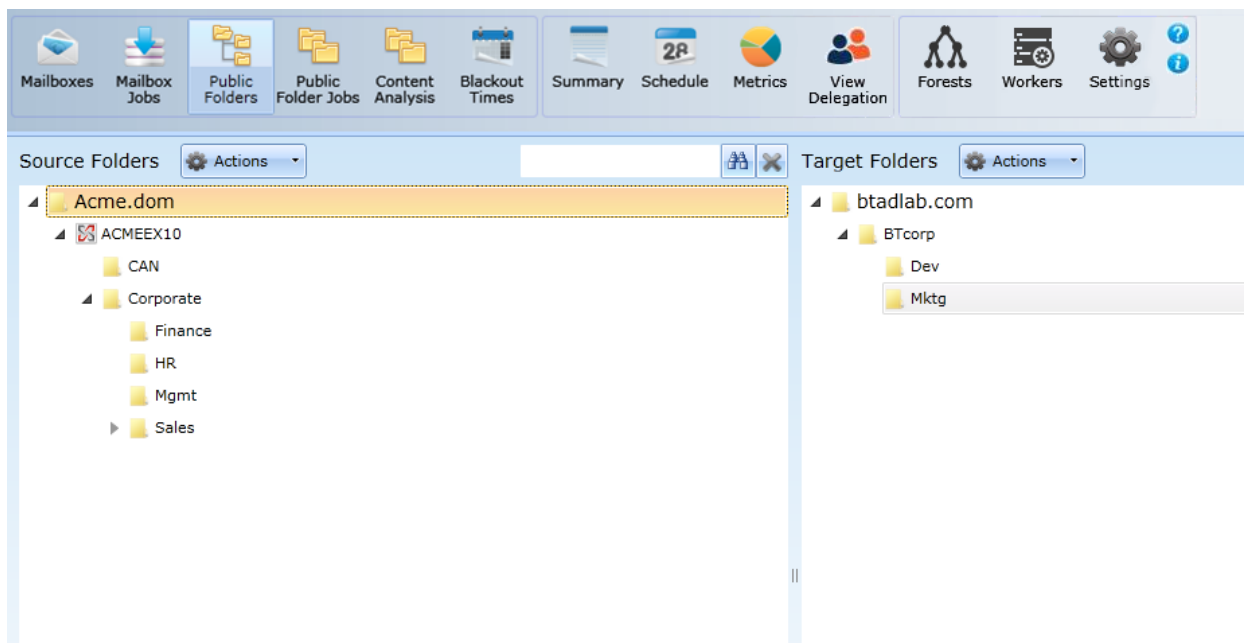 Mailboxes
Mailbox
Jobs
Public
Folders
Public
Folder Jobs
Content
Analysis
Blackout
Times
Summary
28
Schedule
Metrics
View
Delegation
Forests
Workers
Settings
?
i
Source Folders
Actions
Target Folders
Actions
Acme.dom
ACMEEX10
CAN
Corporate
Finance
HR
Mgmt
Sales
btadlab.com
BTcorp
Dev
Mktg